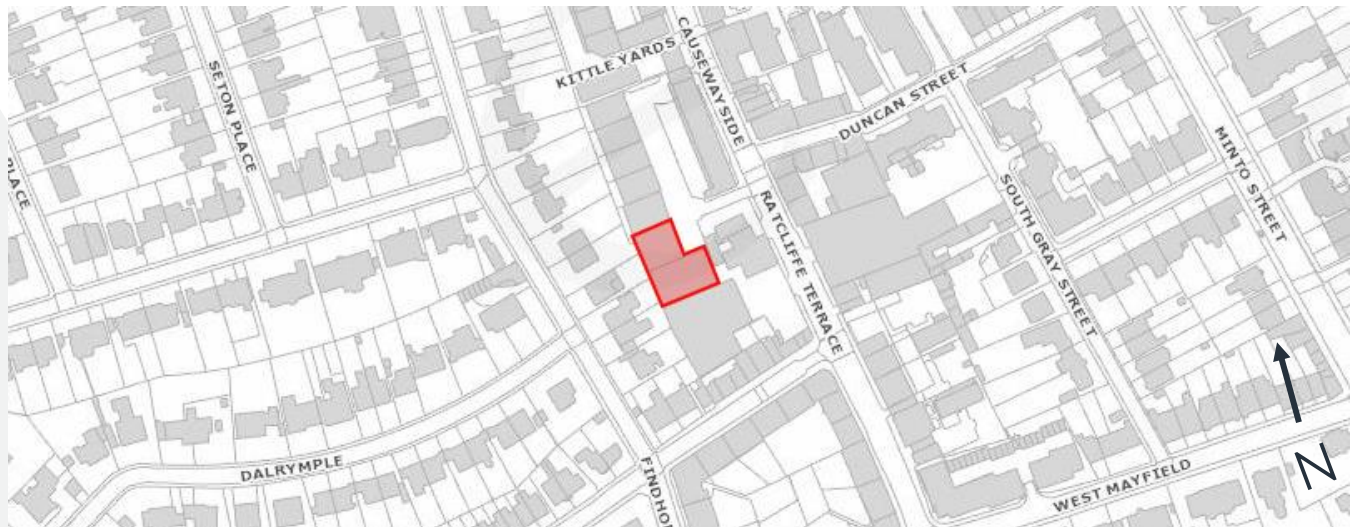 CAUSEWAYSIDE
KITTLE YARDS
SETON PLACE
DUNCAN STREET
MINTO STREET
PLACE
RATCLIFFE TERRACE
SOUTH GRAY STREET
DALRYMPLE
FINDHO
WEST MAYFIELD
N